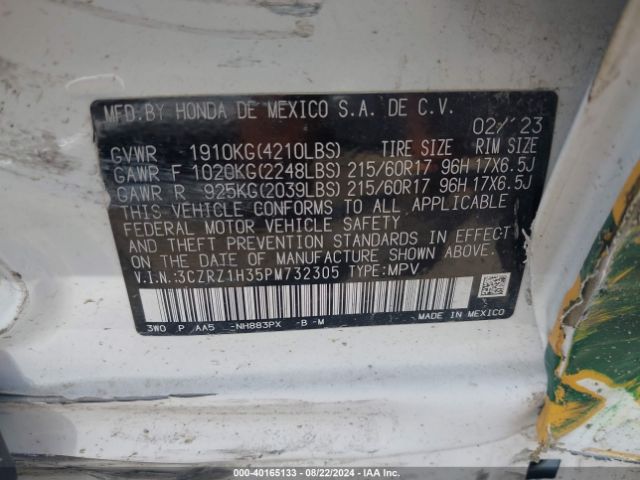 MFD.BY HONDA DE MEXICO S.A. DE C.V.
02/'23
GVWR 1910KG(4210LBS) TIRE SIZE RIM SIZE
GAWR F 1020KG(2248LBS) 215/60R17 96H 17X6.5J
GAWR R 925KG(2039LBS) 215/60R17 96H 17X6.5J
THIS VEHICLE CONFORMS TO ALL APPLICABLE
FEDERAL MOTOR VEHICLE SAFETY
AND THEFT PREVENTION STANDARDS IN EFFECT
ON THE DATE OF MANUFACTURE SHOWN ABOVE.
V.I.N.:3CZRZ1H35PM732305 TYPE:MPV
3W0 P AA5 -NH883PX -B -M
MADE IN MEXICO
000-40165133 - 08/22/2024 - IAA Inc.